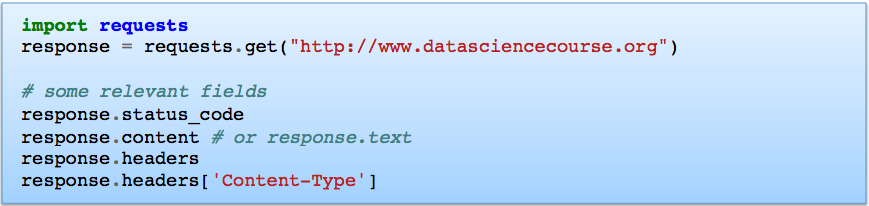 import requests
response = requests.get("http://www.datasciencecourse.org")
# some relevant fields
response.status_code
response.content # or response.text
response.headers
response.headers['Content-Type']